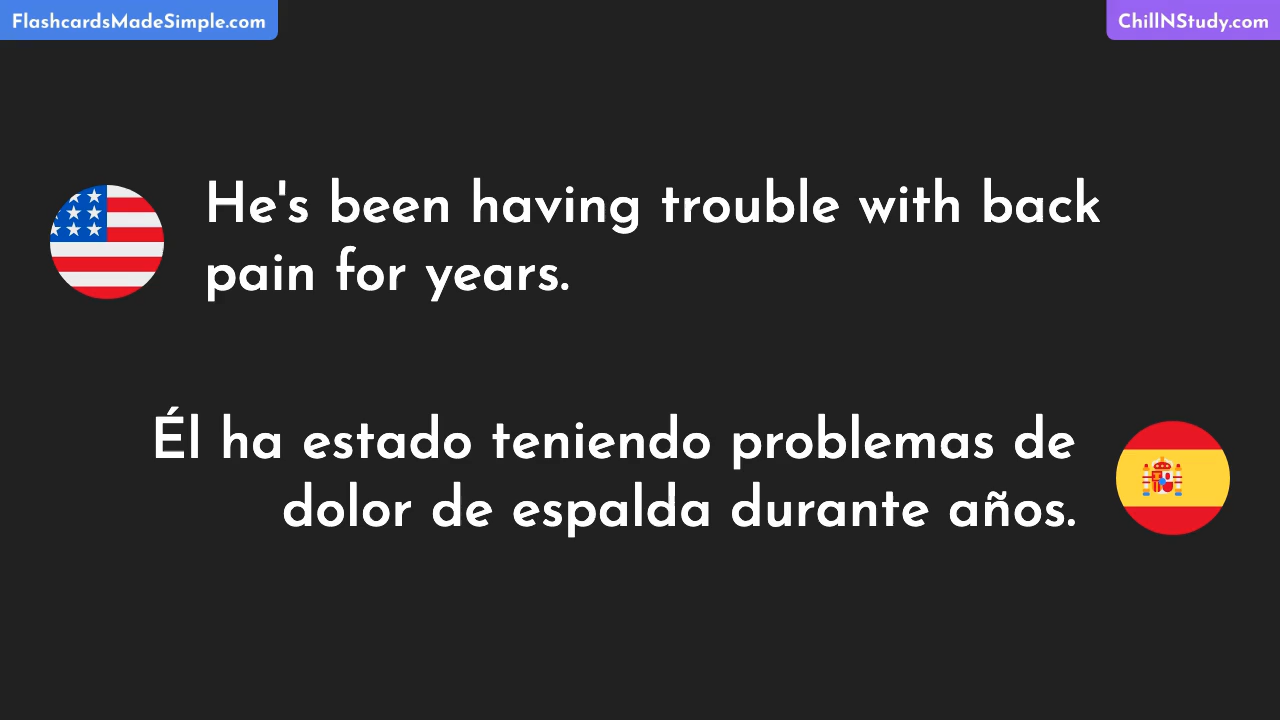 FlashcardsMadeSimple.com
ChillNStudy.com
He's been having trouble with back
pain for years.
Él ha estado teniendo problemas de
dolor de espalda durante años.